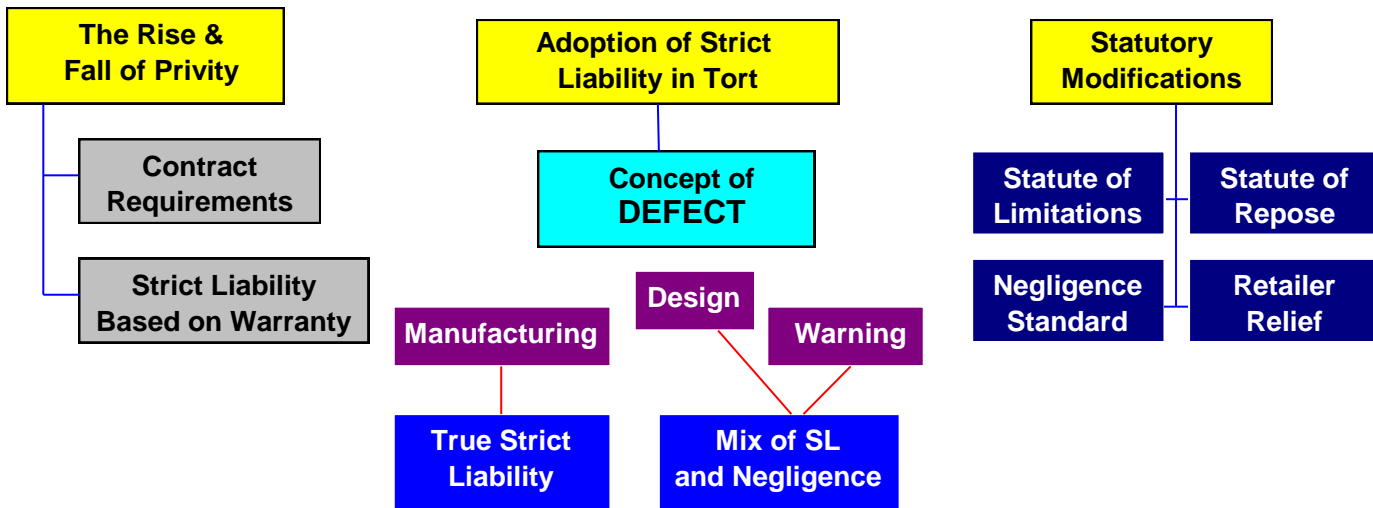 The Rise &
Fall of Privity
Contract
Requirements
Strict Liability
Based on Warranty
Adoption of Strict
Liability in Tort
Concept of
DEFECT
Manufacturing
Design
Warning
True Strict
Liability
Mix of SL
and Negligence
Statutory
Modifications
Statute of
Limitations
Statute of
Repose
Negligence
Standard
Retailer
Relief